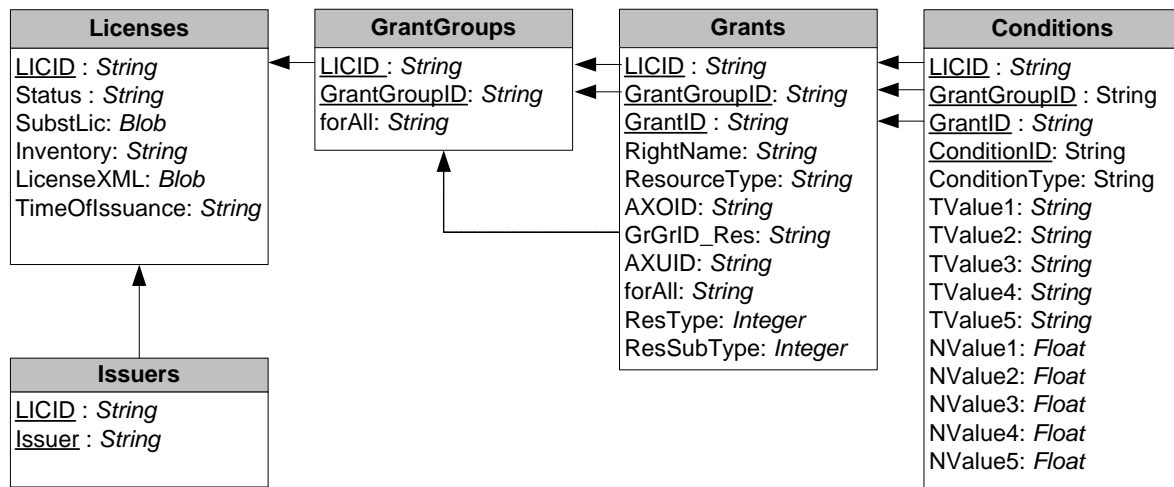 Licenses
LICID : String
Status : String
SubstLic: Blob
Inventory: String
LicenseXML: Blob
TimeOfIssuance: String
GrantGroups
LICID : String
GrantGroupID: String
forAll: String
Grants
LICID : String
GrantGroupID: String
GrantID : String
RightName: String
ResourceType: String
AXOID: String
GrGrID_Res: String
AXUID: String
forAll: String
ResType: Integer
ResSubType: Integer
Conditions
LICID : String
GrantGroupID : String
GrantID : String
ConditionID: String
ConditionType: String
TValue1: String
TValue2: String
TValue3: String
TValue4: String
TValue5: String
NValue1: Float
NValue2: Float
NValue3: Float
NValue4: Float
NValue5: Float
Issuers
LICID : String
Issuer : String